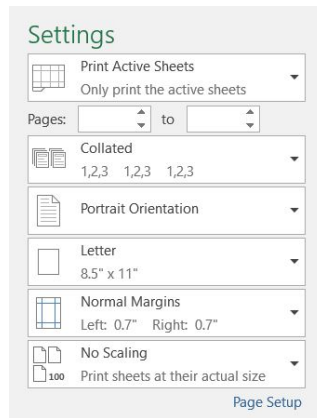 Settings
Print Active Sheets
Only print the active sheets
Pages: to
Collated
1,2,3 1,2,3 1,2,3
Portrait Orientation
Letter
8.5" x 11"
Normal Margins
Left: 0.7" Right: 0.7"
No Scaling
100 Print sheets at their actual size
Page Setup